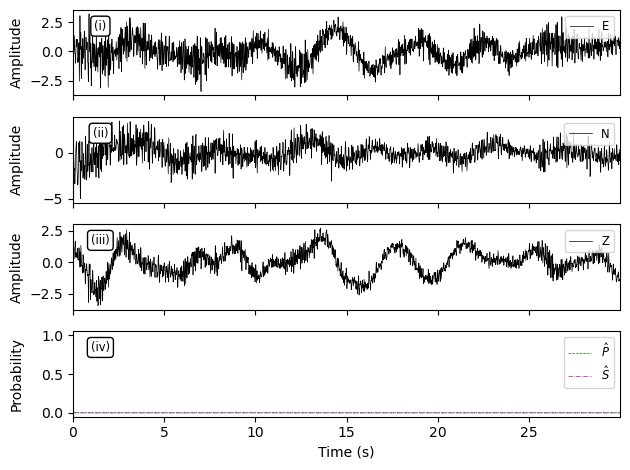 Amplitude
2.5
0.0
−2.5
(i)
E
Amplitude
0
−5
(ii)
N
Amplitude
2.5
0.0
−2.5
(iii)
Z
Probability
1.0
0.5
0.0
(iv)
P̂
Ŝ
0 5 10 15 20 25
Time (s)